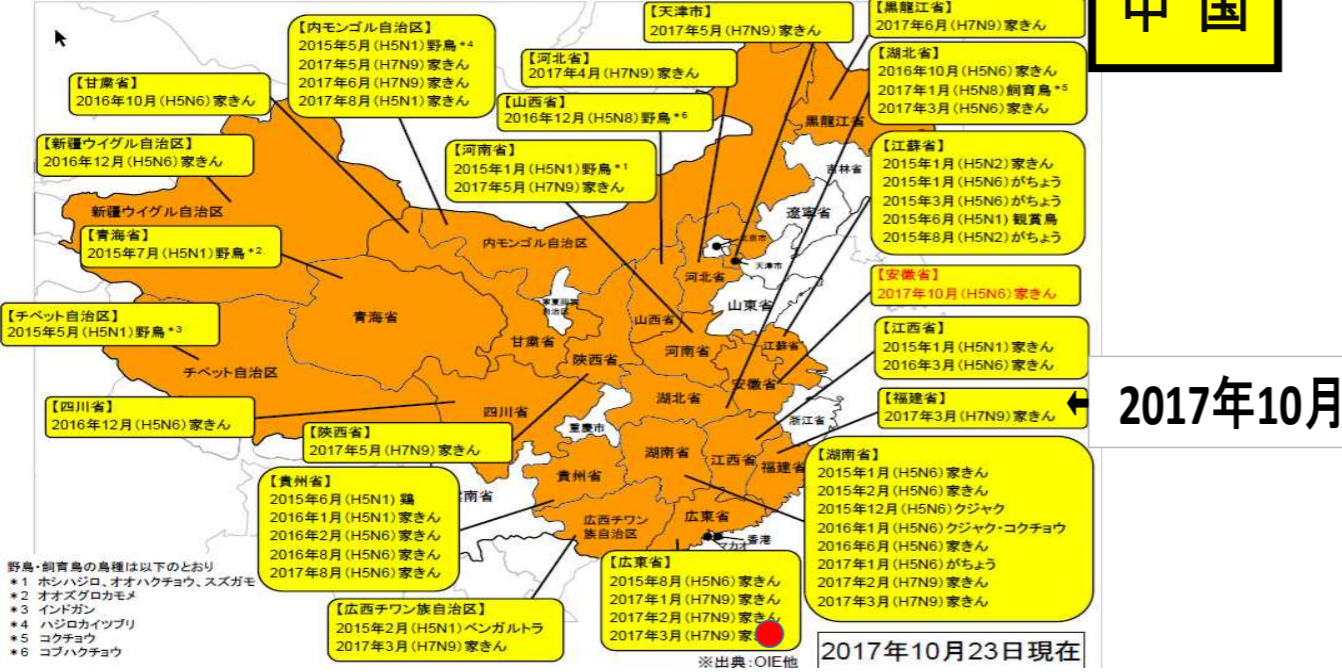 中 国
【天津市】
2017年5月(H7N9)家きん
【黒龍江省】
2017年6月(H7N9)家きん
【内モンゴル自治区】
2015年5月(H5N1)野鳥*4
2017年5月(H7N9)家きん
2017年6月(H7N9)家きん
2017年8月(H5N1)家きん
【河北省】
2017年4月(H7N9)家きん
【湖北省】
2016年10月(H5N6)家きん
2017年1月(H5N8)飼育鳥*5
2017年3月(H5N6)家きん
【甘粛省】
2016年10月(H5N6)家きん
【山西省】
2016年12月(H5N8)野鳥*6
【新疆ウイグル自治区】
2016年12月(H5N6)家きん
【河南省】
2015年1月(H5N1)野鳥*1
2017年5月(H7N9)家きん
【江蘇省】
2015年1月(H5N2)家きん
2015年1月(H5N6)がちょう
2015年3月(H5N6)がちょう
2015年6月(H5N1)観賞鳥
2015年8月(H5N2)がちょう
【青海省】
2015年7月(H5N1)野鳥*2
【安徽省】
2017年10月(H5N6)家きん
【チベット自治区】
2015年5月(H5N1)野鳥*3
【江西省】
2015年1月(H5N1)家きん
2016年3月(H5N6)家きん
【福建省】
2017年3月(H7N9)家きん
2017年10月
【四川省】
2016年12月(H5N6)家きん
【陝西省】
2017年5月(H7N9)家きん
【湖南省】
2015年1月(H5N6)家きん
2015年2月(H5N6)家きん
2015年12月(H5N6)クジャク
2016年1月(H5N6)クジャク・コクチョウ
2016年6月(H5N6)家きん
2017年1月(H5N6)がちょう
2017年2月(H7N9)家きん
2017年3月(H7N9)家きん
【貴州省】
2015年6月(H5N1)鶏
2016年1月(H5N1)家きん
2016年2月(H5N6)家きん
2016年8月(H5N6)家きん
2017年8月(H5N6)家きん
【広東省】
2015年8月(H5N6)家きん
2017年1月(H7N9)家きん
2017年2月(H7N9)家きん
2017年3月(H7N9)家
【広西チワン族自治区】
2015年2月(H5N1)ベンガルトラ
2017年3月(H7N9)家きん
黒龍江省
吉林省
遼寧省
新疆ウイグル自治区
内モンゴル自治区
北京市
天津市
河北省
山東省
青海省
山西省
甘粛省
陝西省
河南省
江蘇省
チベット自治区
安徽省
湖北省
浙江省
四川省
重慶市
湖南省
江西省
福建省
貴州省
南省
広西チワン
族自治区
広東省
香港
マカオ
野鳥・飼育鳥の鳥種は以下のとおり
*1 ホシハジロ、オオハクチョウ、スズガモ
*2 オオズグロカモメ
*3 インドガン
*4 ハジロカイツブリ
*5 コクチョウ
*6 コブハクチョウ
※出典:OIE他
2017年10月23日現在